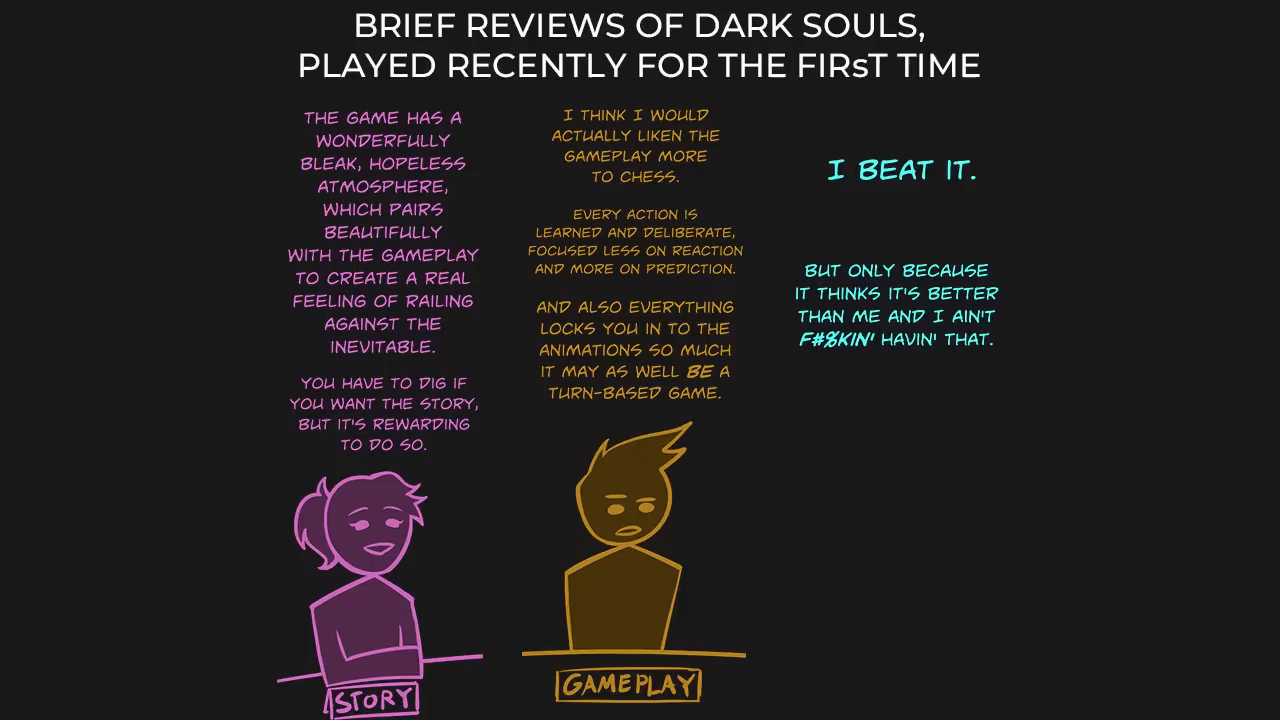 BRIEF REVIEWS OF DARK SOULS,
PLAYED RECENTLY FOR THE FIRsT TIME
THE GAME HAS A
WONDERFULLY
BLEAK, HOPELESS
ATMOSPHERE,
WHICH PAIRS
BEAUTIFULLY
WITH THE GAMEPLAY
TO CREATE A REAL
FEELING OF RAILING
AGAINST THE
INEVITABLE.
YOU HAVE TO DIG IF
YOU WANT THE STORY,
BUT IT'S REWARDING
TO DO SO.
STORY
I THINK I WOULD
ACTUALLY LIKEN THE
GAMEPLAY MORE
TO CHESS.
EVERY ACTION IS
LEARNED AND DELIBERATE,
FOCUSED LESS ON REACTION
AND MORE ON PREDICTION.
AND ALSO EVERYTHING
LOCKS YOU IN TO THE
ANIMATIONS SO MUCH
IT MAY AS WELL BE A
TURN-BASED GAME.
GAMEPLAY
I BEAT IT.
BUT ONLY BECAUSE
IT THINKS IT'S BETTER
THAN ME AND I AIN'T
F#%KIN' HAVIN' THAT.